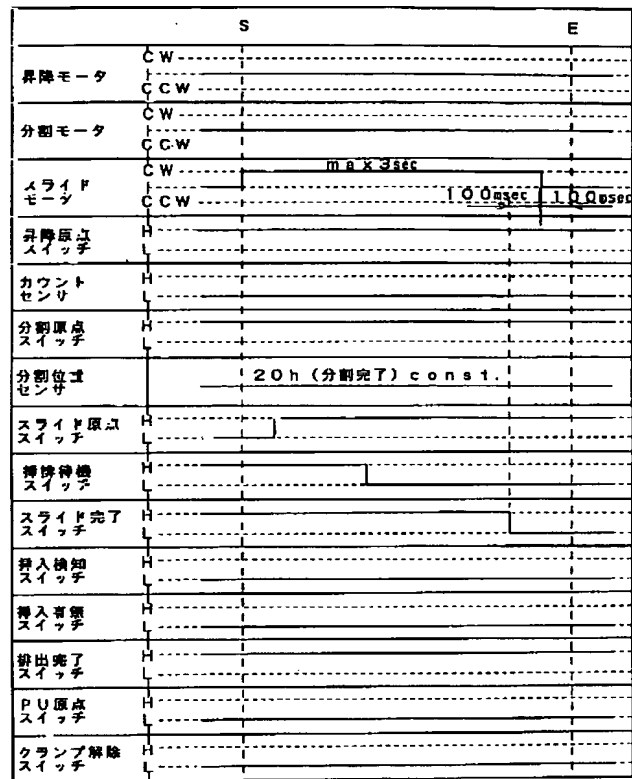 S E
昇降モータ CW CCW
分割モータ CW CCW
スライドモータ CW CCW max3sec 100msec 100msec
昇降原点スイッチ H L
カウントセンサ H L
分割原点スイッチ H L
分割位置センサ 20h(分割完了)const.
スライド原点スイッチ H L
挿排待機スイッチ H L
スライド完了スイッチ H L
挿入検知スイッチ H L
挿入有無スイッチ H L
排出完了スイッチ H L
PU原点スイッチ H L
クランプ解除スイッチ H L